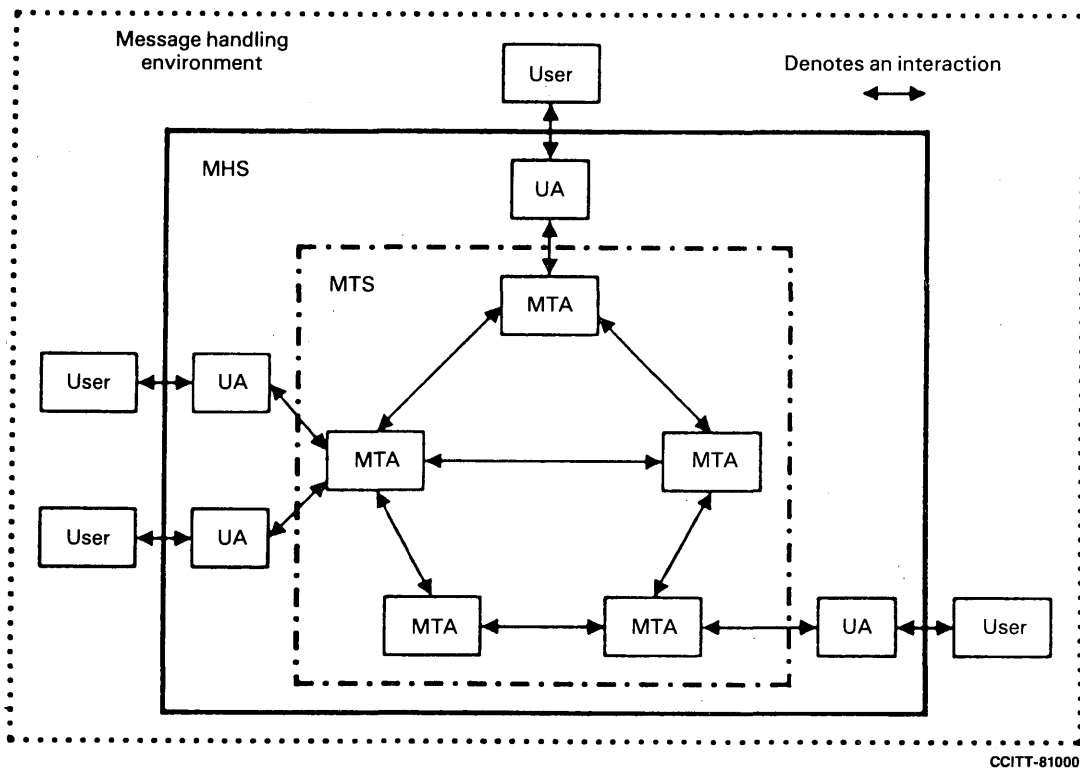 Message handling
environment
User
Denotes an interaction
MHS
UA
MTS
MTA
User
UA
MTA
MTA
User
UA
MTA
MTA
UA
User
CCITT-81000